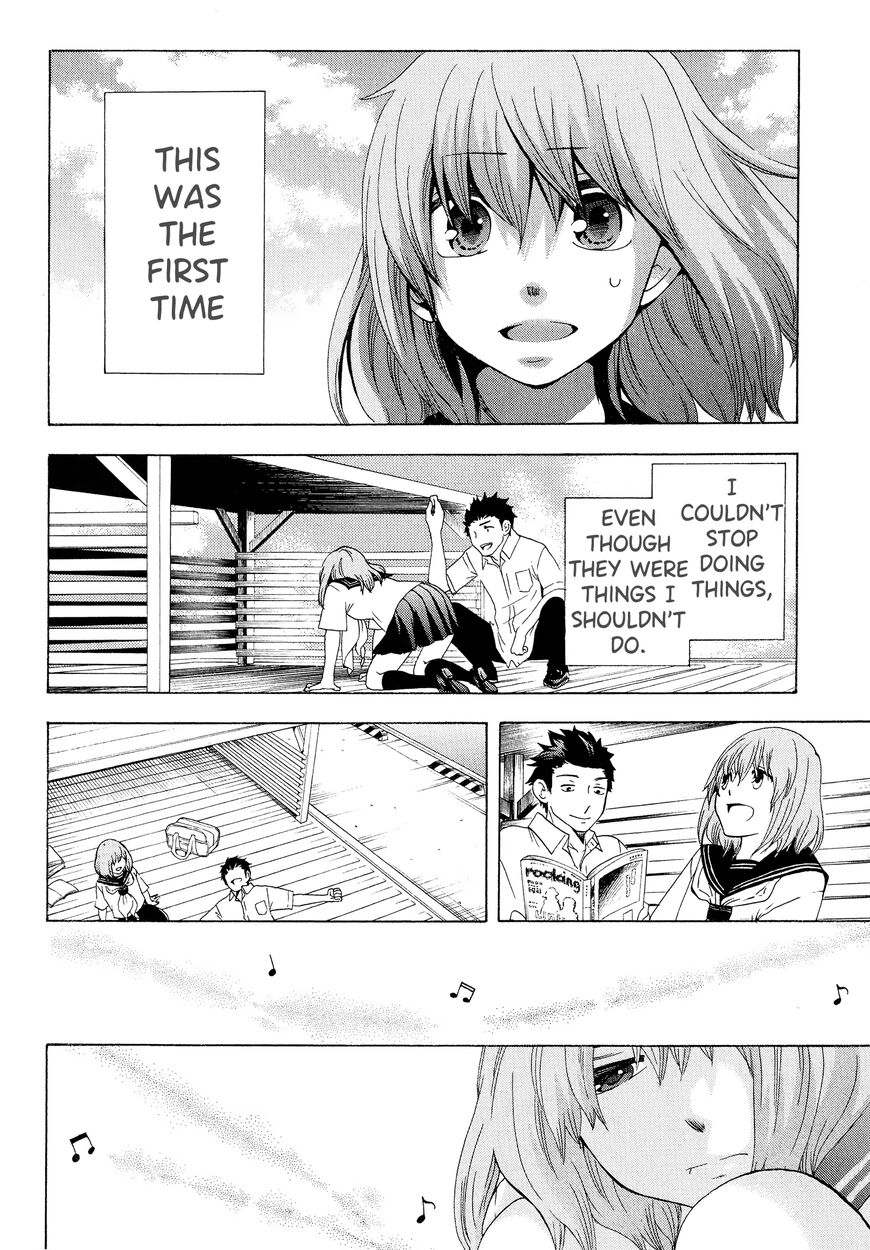 THIS
WAS
THE
FIRST
TIME
I
COULDN'T
STOP
DOING
THINGS,
EVEN
THOUGH
THEY WERE
THINGS I
SHOULDN'T
DO.
rocking